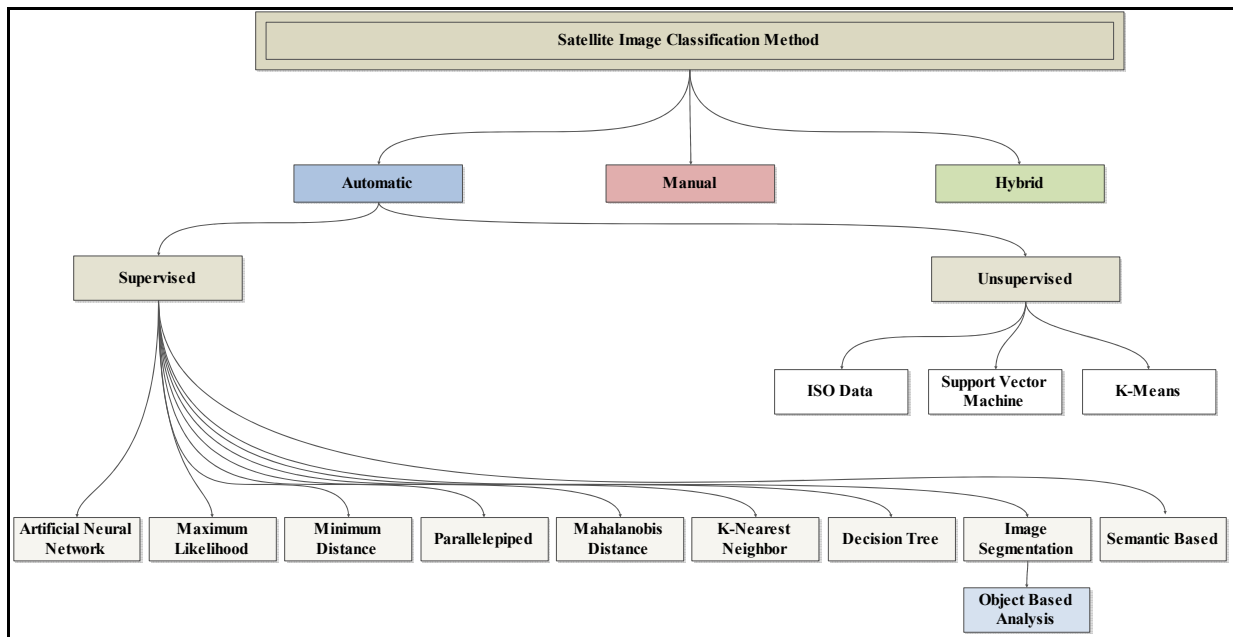 Satellite Image Classification Method
Automatic
Manual
Hybrid
Supervised
Unsupervised
ISO Data
Support Vector
Machine
K-Means
Artificial Neural
Network
Maximum
Likelihood
Minimum
Distance
Parallelepiped
Mahalanobis
Distance
K-Nearest
Neighbor
Decision Tree
Image
Segmentation
Semantic Based
Object Based
Analysis